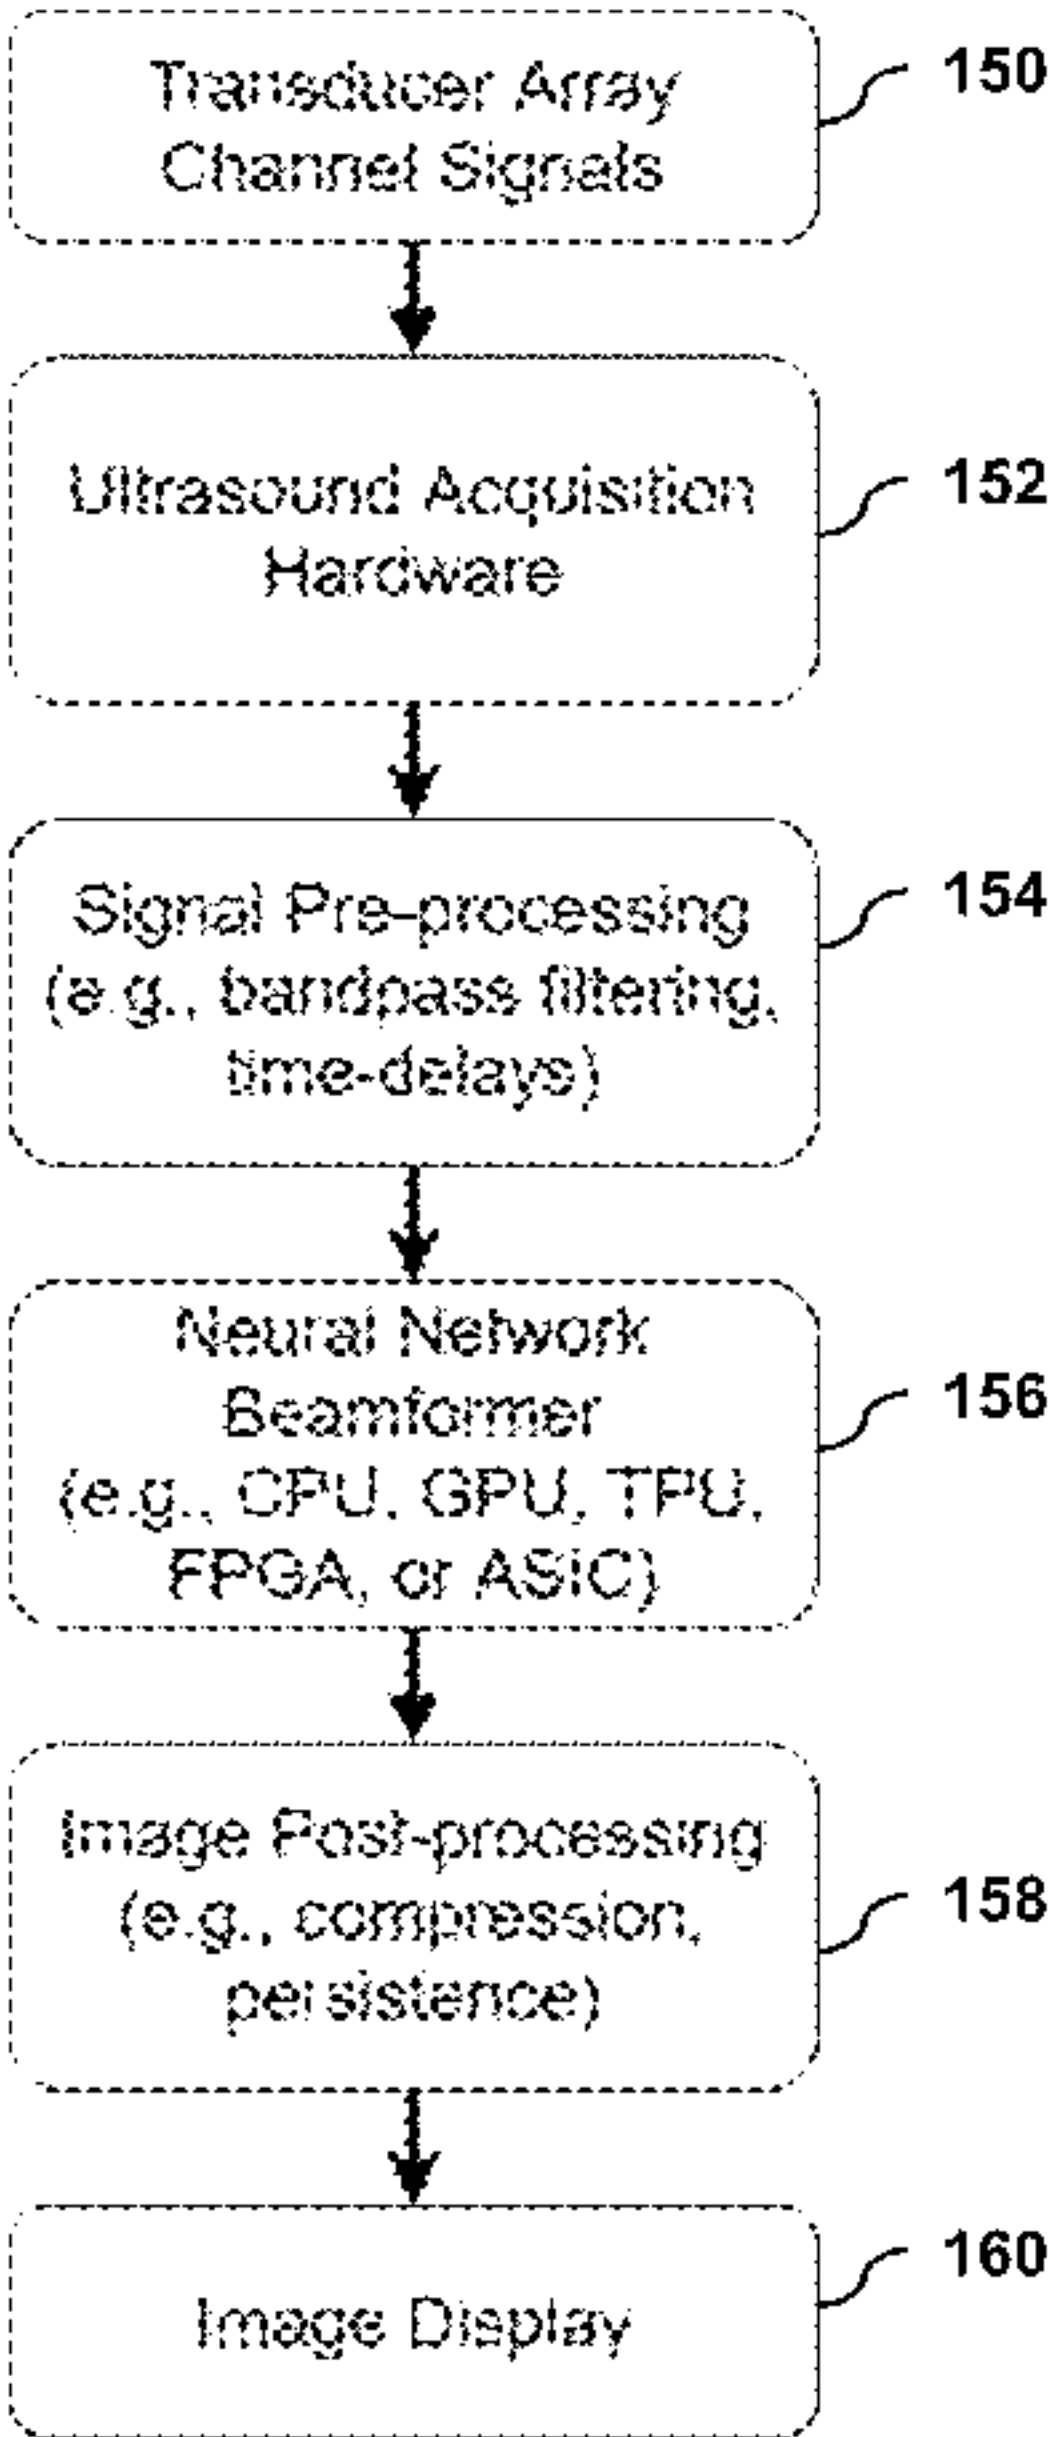 Transducer Array
Channel Signals
150
Ultrasound Acquisition
Hardware
152
Signal Pre-processing
(e.g., bandpass filtering,
time-delays)
154
Neural Network
Beamformer
(e.g., CPU, GPU, TPU,
FPGA, or ASIC)
156
Image Post-processing
(e.g., compression,
persistence)
158
Image Display
160